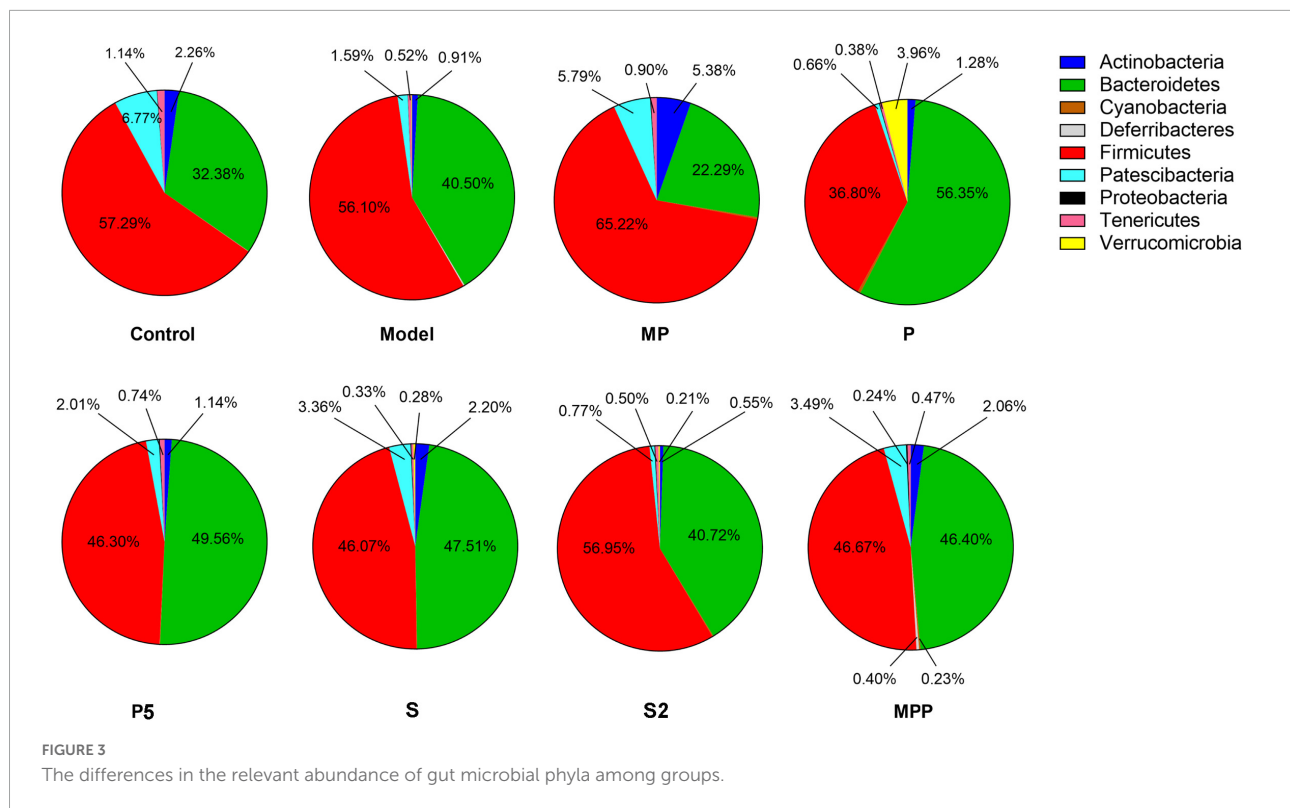 1.14%
2.26%
6.77%
32.38%
57.29%
Control
1.59%
0.52%
0.91%
40.50%
56.10%
Model
5.79%
0.90%
5.38%
22.29%
65.22%
MP
0.66%
0.38%
3.96%
1.28%
36.80%
56.35%
P
Actinobacteria
Bacteroidetes
Cyanobacteria
Deferribacteres
Firmicutes
Patescibacteria
Proteobacteria
Tenericutes
Verrucomicrobia
2.01%
0.74%
1.14%
46.30%
49.56%
P5
3.36%
0.33%
0.28%
2.20%
46.07%
47.51%
S
0.77%
0.50%
0.21%
0.55%
56.95%
40.72%
S2
3.49%
0.24%
0.47%
2.06%
46.67%
46.40%
0.40%
0.23%
MPP
FIGURE 3
The differences in the relevant abundance of gut microbial phyla among groups.